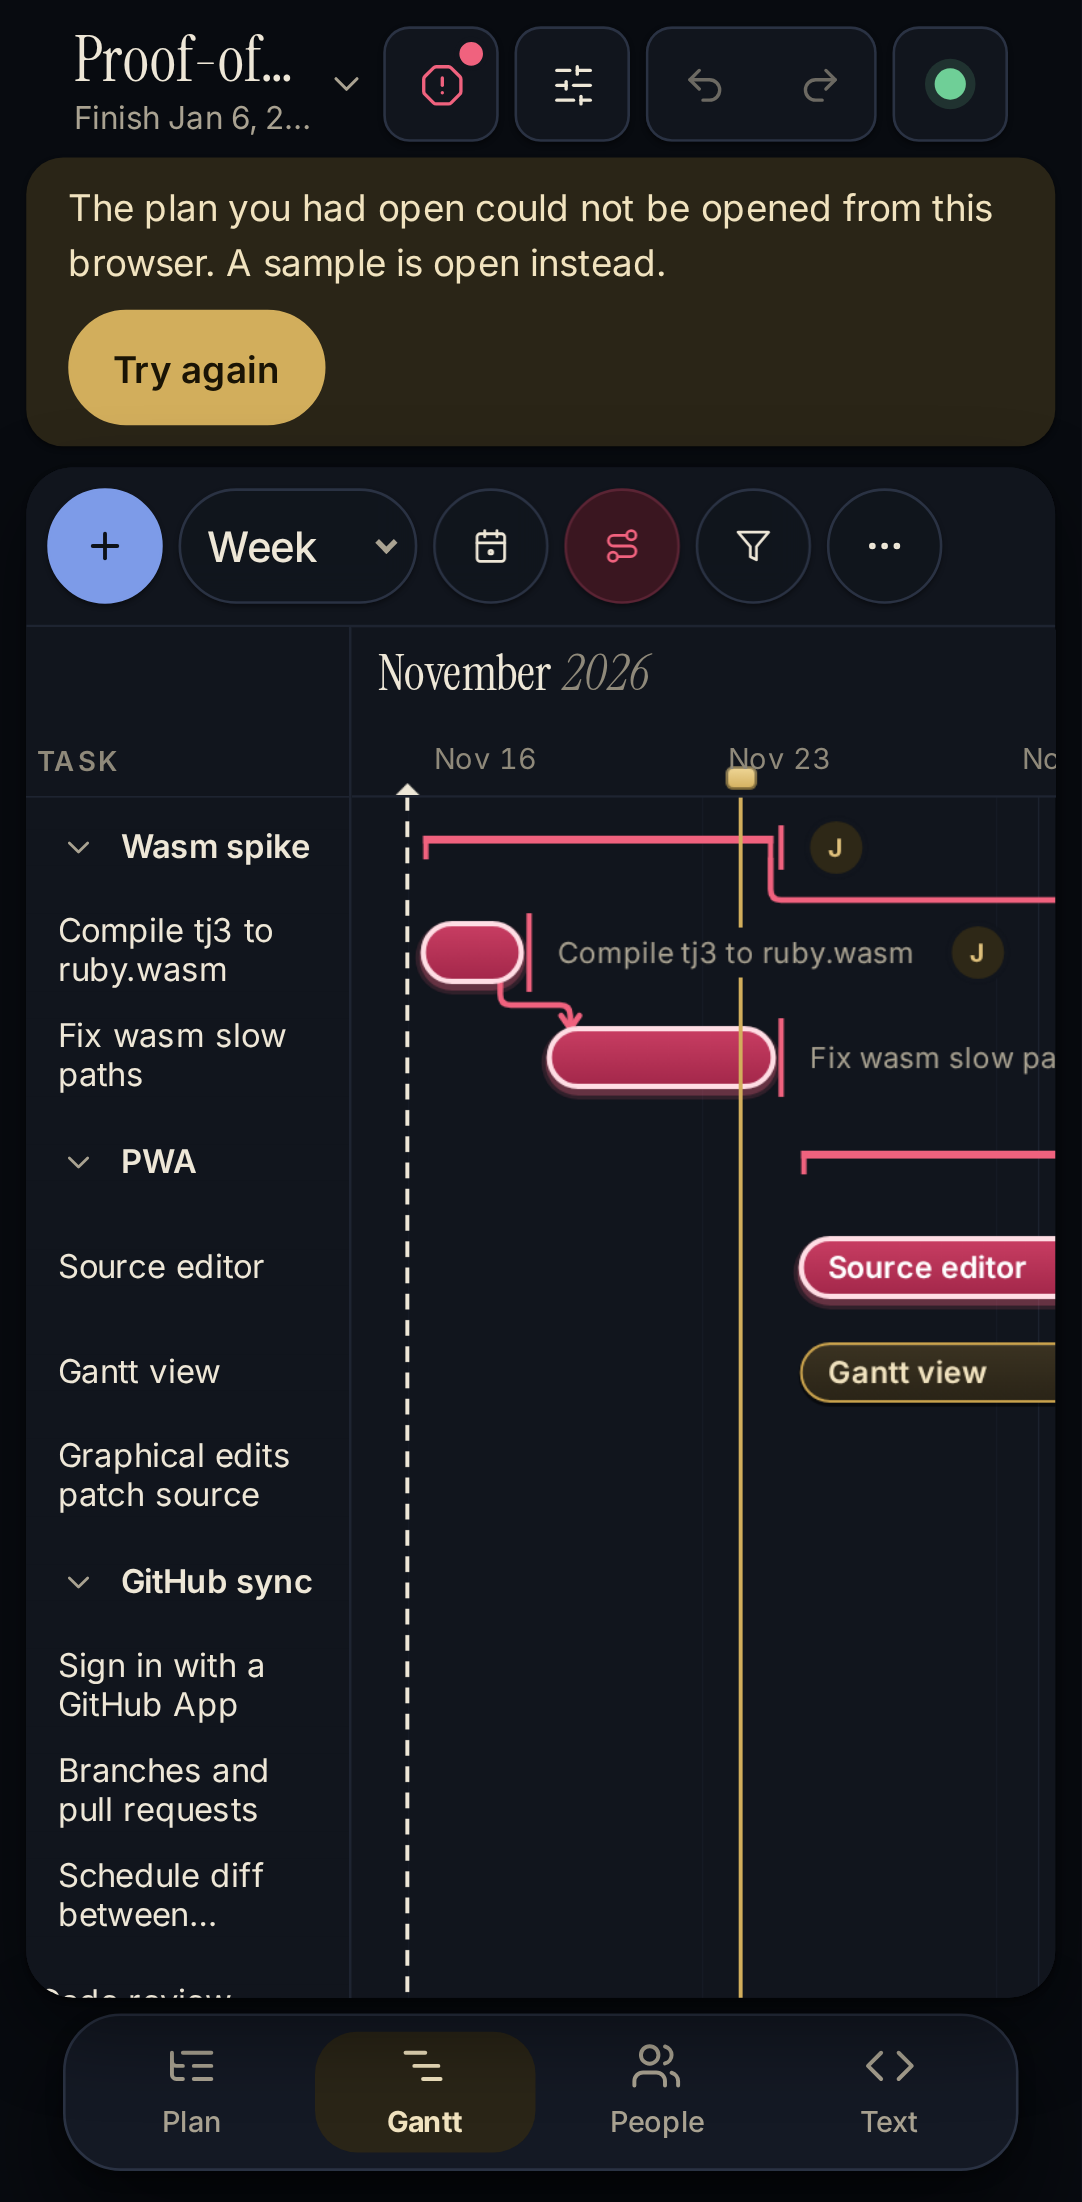 Proof-of...
Finish Jan 6, 2...
The plan you had open could not be opened from this
browser. A sample is open instead.
Try again
Week
November 2026
TASK
Nov 16
Nov 23
No
Wasm spike
J
Compile tj3 to
ruby.wasm
Compile tj3 to ruby.wasm
J
Fix wasm slow
paths
Fix wasm slow pa
PWA
Source editor
Source editor
Gantt view
Gantt view
Graphical edits
patch source
GitHub sync
Sign in with a
GitHub App
Branches and
pull requests
Schedule diff
between...
Code review
Plan
Gantt
People
Text